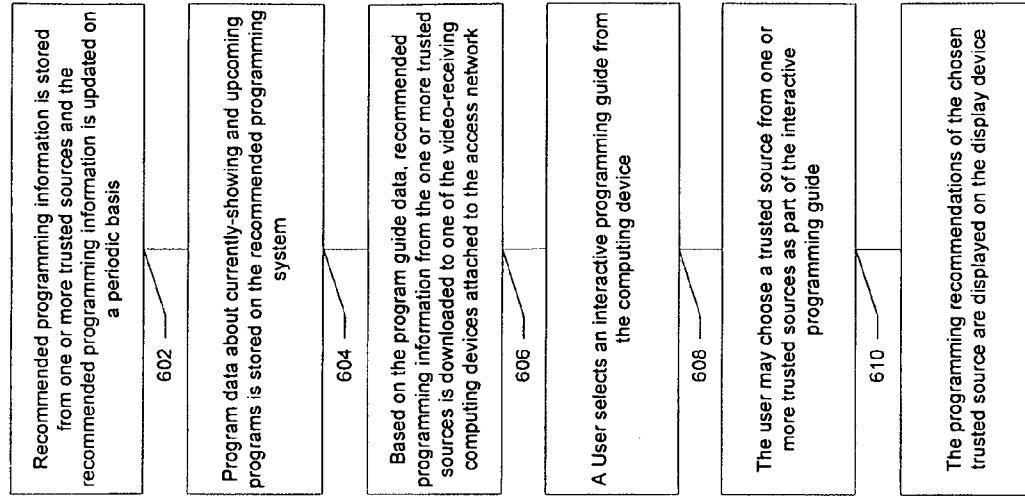 Recommended programming information is stored
from one or more trusted sources and the
recommended programming information is updated on
a periodic basis
602
Program data about currently-showing and upcoming
programs is stored on the recommended programming
system
604
Based on the program guide data, recommended
programming information from the one or more trusted
sources is downloaded to one of the video-receiving
computing devices attached to the access network
606
A User selects an interactive programming guide from
the computing device
608
The user may choose a trusted source from one or
more trusted sources as part of the interactive
programming guide
610
The programming recommendations of the chosen
trusted source are displayed on the display device